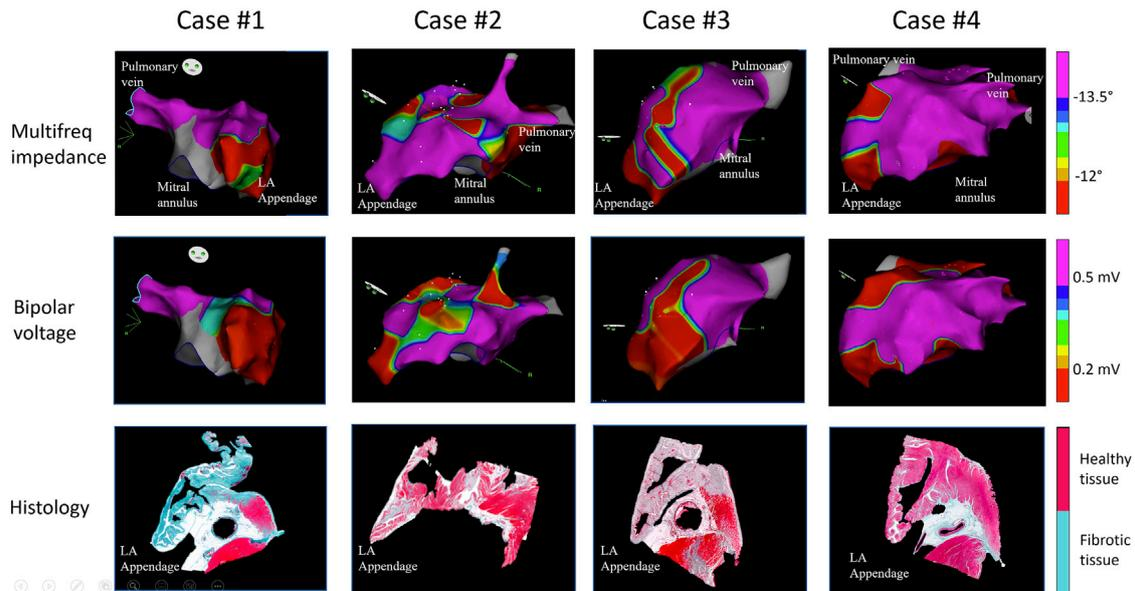 Case #1
Case #2
Case #3
Case #4
Multifreq
impedance
Pulmonary
vein
Mitral
annulus
LA
Appendage
LA
Appendage
Mitral
annulus
Pulmonary
vein
Pulmonary
vein
LA
Appendage
Mitral
annulus
Pulmonary vein
Pulmonary
vein
LA
Appendage
Mitral
annulus
-13.5°
-12°
Bipolar
voltage
0.5 mV
0.2 mV
Histology
LA
Appendage
LA
Appendage
LA
Appendage
LA
Appendage
Healthy
tissue
Fibrotic
tissue